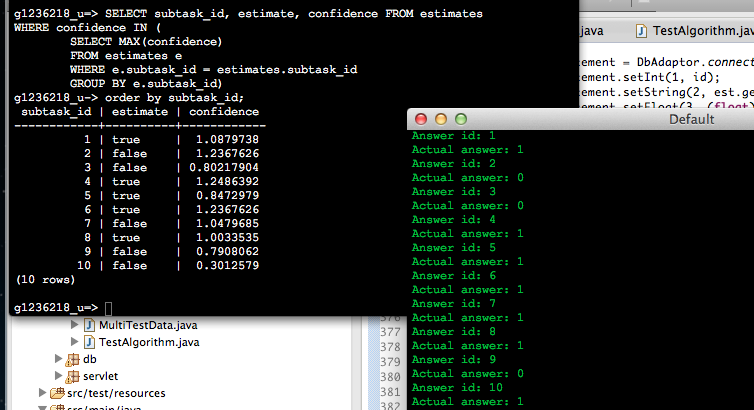 g1236218_u=> SELECT subtask_id, estimate, confidence FROM estimates
WHERE confidence IN (
SELECT MAX(confidence)
FROM estimates e
WHERE e.subtask_id = estimates.subtask_id
GROUP BY e.subtask_id)
g1236218_u-> order by subtask_id;
subtask_id | estimate | confidence
------------+----------+------------
1 | true | 1.0879738
2 | false | 1.2367626
3 | false | 0.80217904
4 | true | 1.2486392
5 | true | 0.8472979
6 | true | 1.2367626
7 | false | 1.0479685
8 | true | 1.0033535
9 | false | 0.7908062
10 | false | 0.3012579
(10 rows)
g1236218_u=>
MultiTestData.java
TestAlgorithm.java
db
servlet
src/test/resources
src/main/java
java
TestAlgorithm.jav
ement = DbAdaptor.connect
ement.setInt(1, id);
ement.setString(2, est.ge
ement.setFloat(3, (float)
Default
Answer id: 1
Actual answer: 1
Answer id: 2
Actual answer: 0
Answer id: 3
Actual answer: 0
Answer id: 4
Actual answer: 1
Answer id: 5
Actual answer: 1
Answer id: 6
Actual answer: 1
Answer id: 7
Actual answer: 1
Answer id: 8
Actual answer: 1
Answer id: 9
Actual answer: 0
Answer id: 10
Actual answer: 1
376
377
378
379
380
381
382